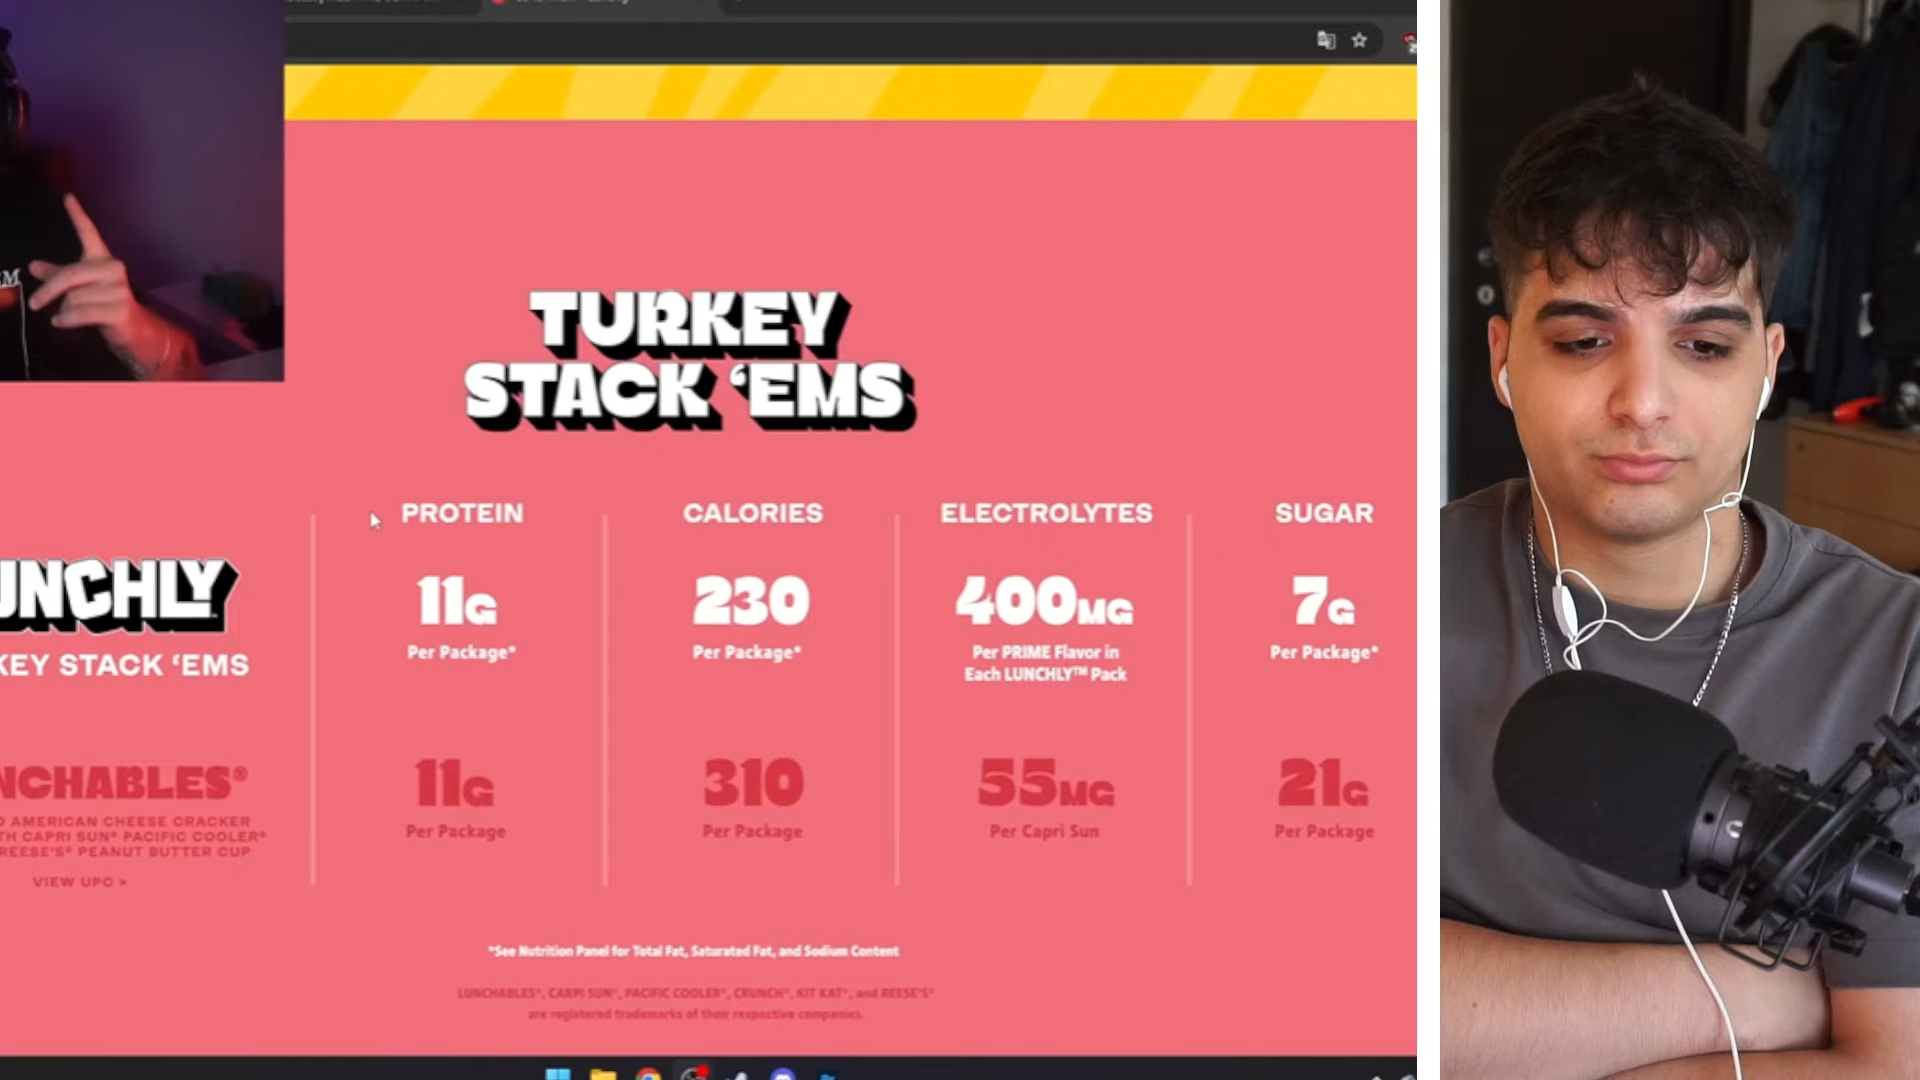 TURKEY
STACK ‘EMS
PROTEIN
CALORIES
ELECTROLYTES
SUGAR
UNCHLY
KEY STACK ‘EMS
11G
Per Package*
230
Per Package*
400MG
Per PRIME Flavor in
Each LUNCHLY™ Pack
7G
Per Package*
NCHABLES®
AMERICAN CHEESE CRACKER
TH CAPRI SUN® PACIFIC COOLER®
REESE'S® PEANUT BUTTER CUP
VIEW UPC >
11G
Per Package
310
Per Package
55MG
Per Capri Sun
21G
Per Package
*See Nutrition Panel for Total Fat, Saturated Fat, and Sodium Content
LUNCHABLES®, CARPI SUN®, PACIFIC COOLER®, CRUNCH®, KIT KAT®, and REESE'S®
are registered trademarks of their respective companies.